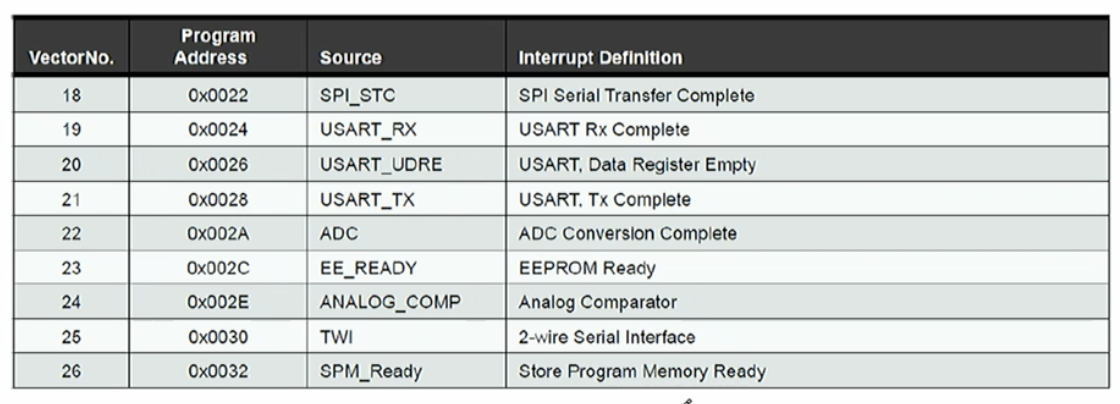 VectorNo. Program Address Source Interrupt Definition
18 0x0022 SPI_STC SPI Serial Transfer Complete
19 0x0024 USART_RX USART Rx Complete
20 0x0026 USART_UDRE USART, Data Register Empty
21 0x0028 USART_TX USART, Tx Complete
22 0x002A ADC ADC Conversion Complete
23 0x002C EE_READY EEPROM Ready
24 0x002E ANALOG_COMP Analog Comparator
25 0x0030 TWI 2-wire Serial Interface
26 0x0032 SPM_Ready Store Program Memory Ready